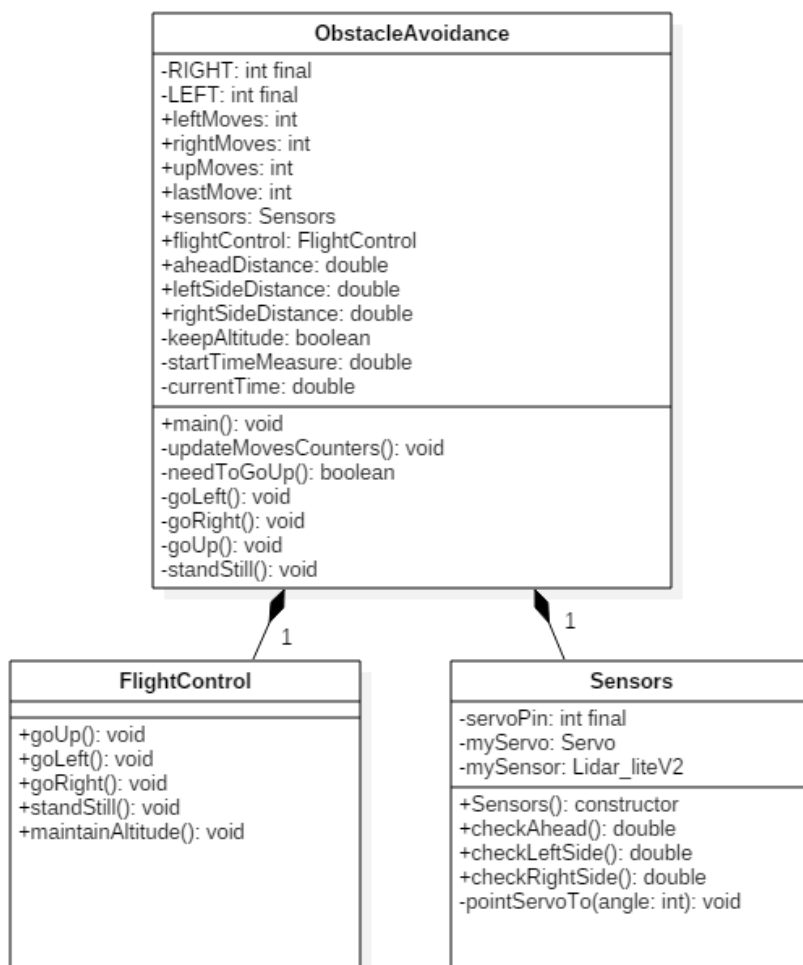 ObstacleAvoidance
-RIGHT: int final
-LEFT: int final
+leftMoves: int
+rightMoves: int
+upMoves: int
+lastMove: int
+sensors: Sensors
+flightControl: FlightControl
+aheadDistance: double
+leftSideDistance: double
+rightSideDistance: double
-keepAltitude: boolean
-startTimeMeasure: double
-currentTime: double
+main(): void
-updateMovesCounters(): void
-needToGoUp(): boolean
-goLeft(): void
-goRight(): void
-goUp(): void
-standStill(): void
1
1
FlightControl
+goUp(): void
+goLeft(): void
+goRight(): void
+standStill(): void
+maintainAltitude(): void
Sensors
-servoPin: int final
-myServo: Servo
-mySensor: Lidar_liteV2
+Sensors(): constructor
+checkAhead(): double
+checkLeftSide(): double
+checkRightSide(): double
-pointServoTo(angle: int): void